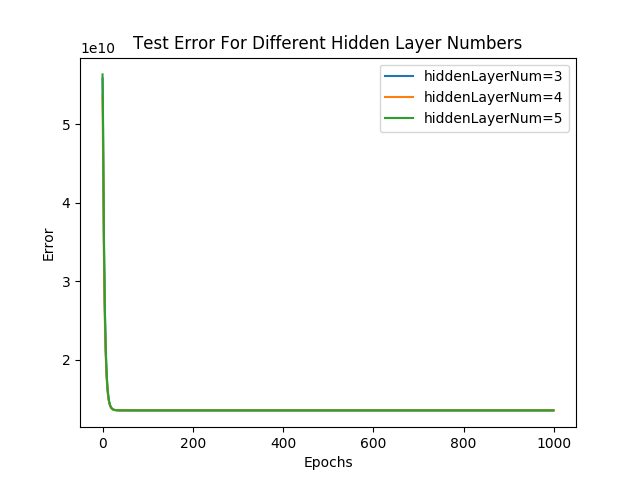 Test Error For Different Hidden Layer Numbers
1e10
hiddenLayerNum=3
hiddenLayerNum=4
hiddenLayerNum=5
5
4
3
2
Error
0 200 400 600 800 1000
Epochs